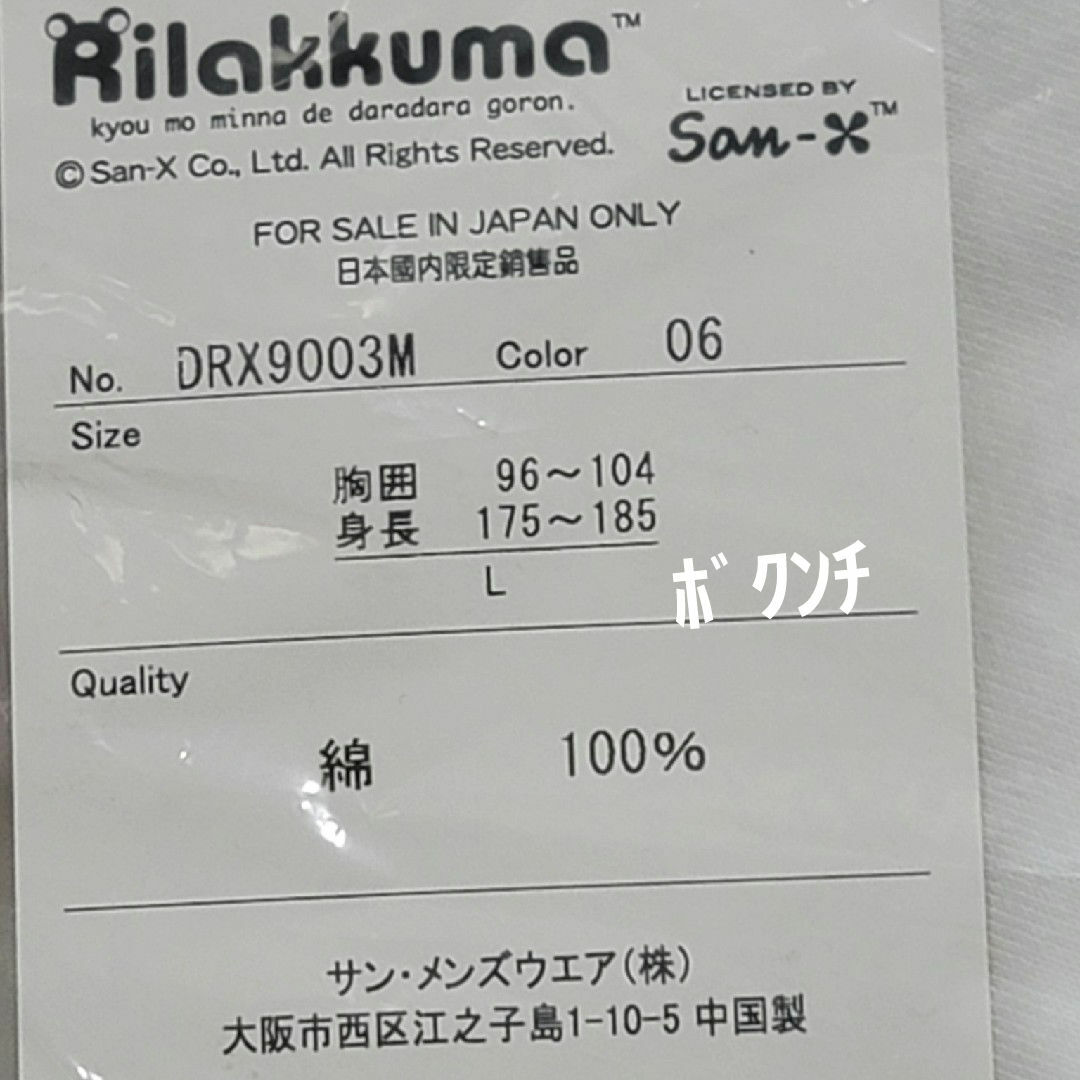 Rilakkuma™
kyou mo minna de daradara goron.
LICENSED BY
San-X™
©San-X Co., Ltd. All Rights Reserved.
FOR SALE IN JAPAN ONLY
日本國内限定銷售品
No. DRX9003M Color 06
Size
胸囲 96～104
身長 175～185
L
ボクンチ
Quality
綿 100%
サン・メンズウエア(株)
大阪市西区江之子島1-10-5 中国製